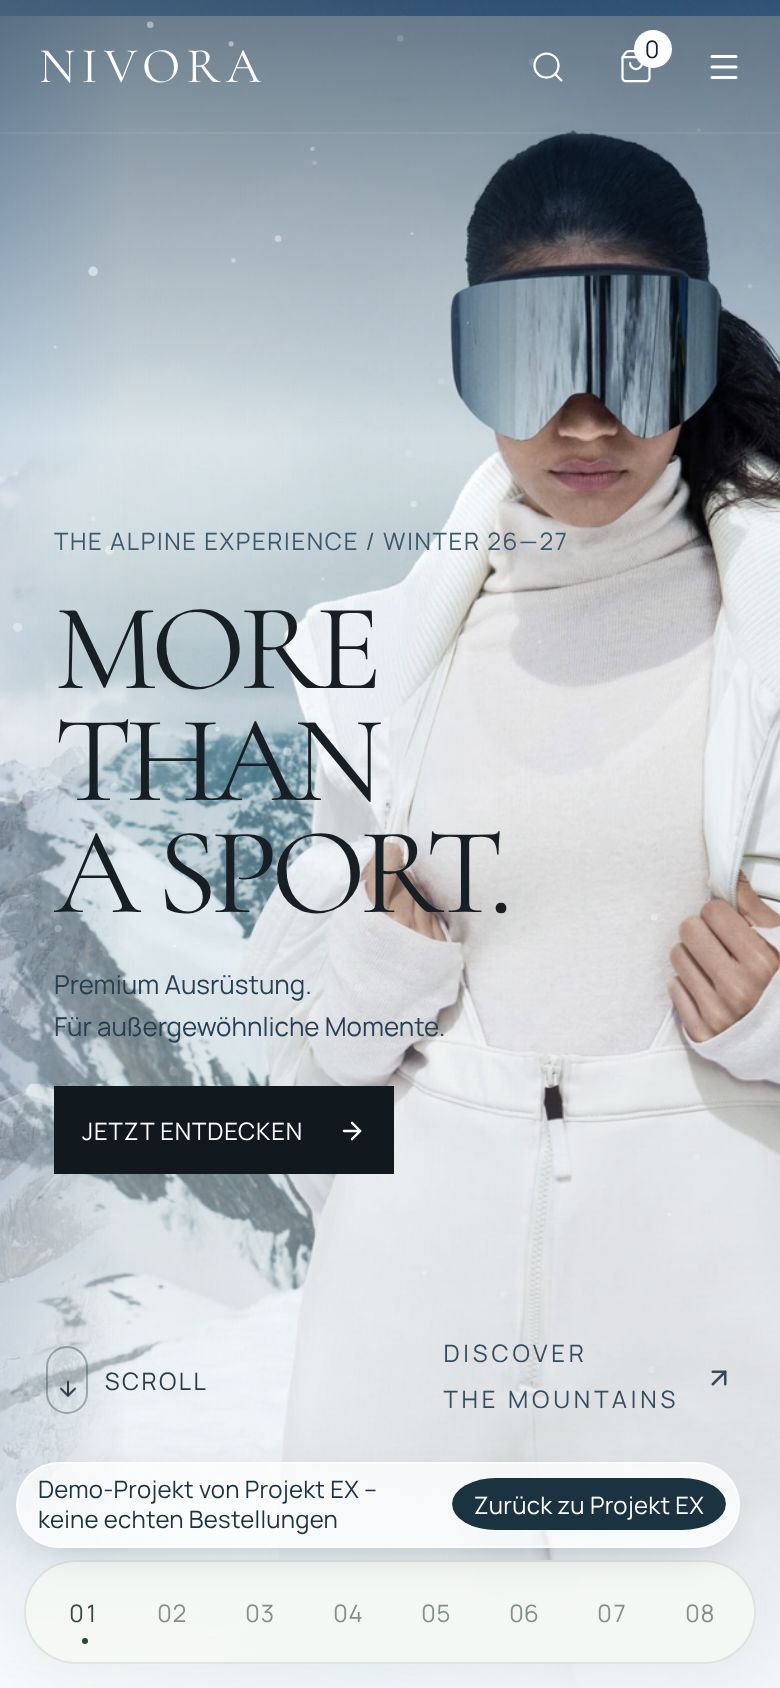 NIVORA
0
THE ALPINE EXPERIENCE / WINTER 26—27
MORE
THAN
A SPORT.
Premium Ausrüstung.
Für außergewöhnliche Momente.
JETZT ENTDECKEN →
SCROLL
DISCOVER
THE MOUNTAINS
Demo-Projekt von Projekt EX –
keine echten Bestellungen
Zurück zu Projekt EX
01 02 03 04 05 06 07 08